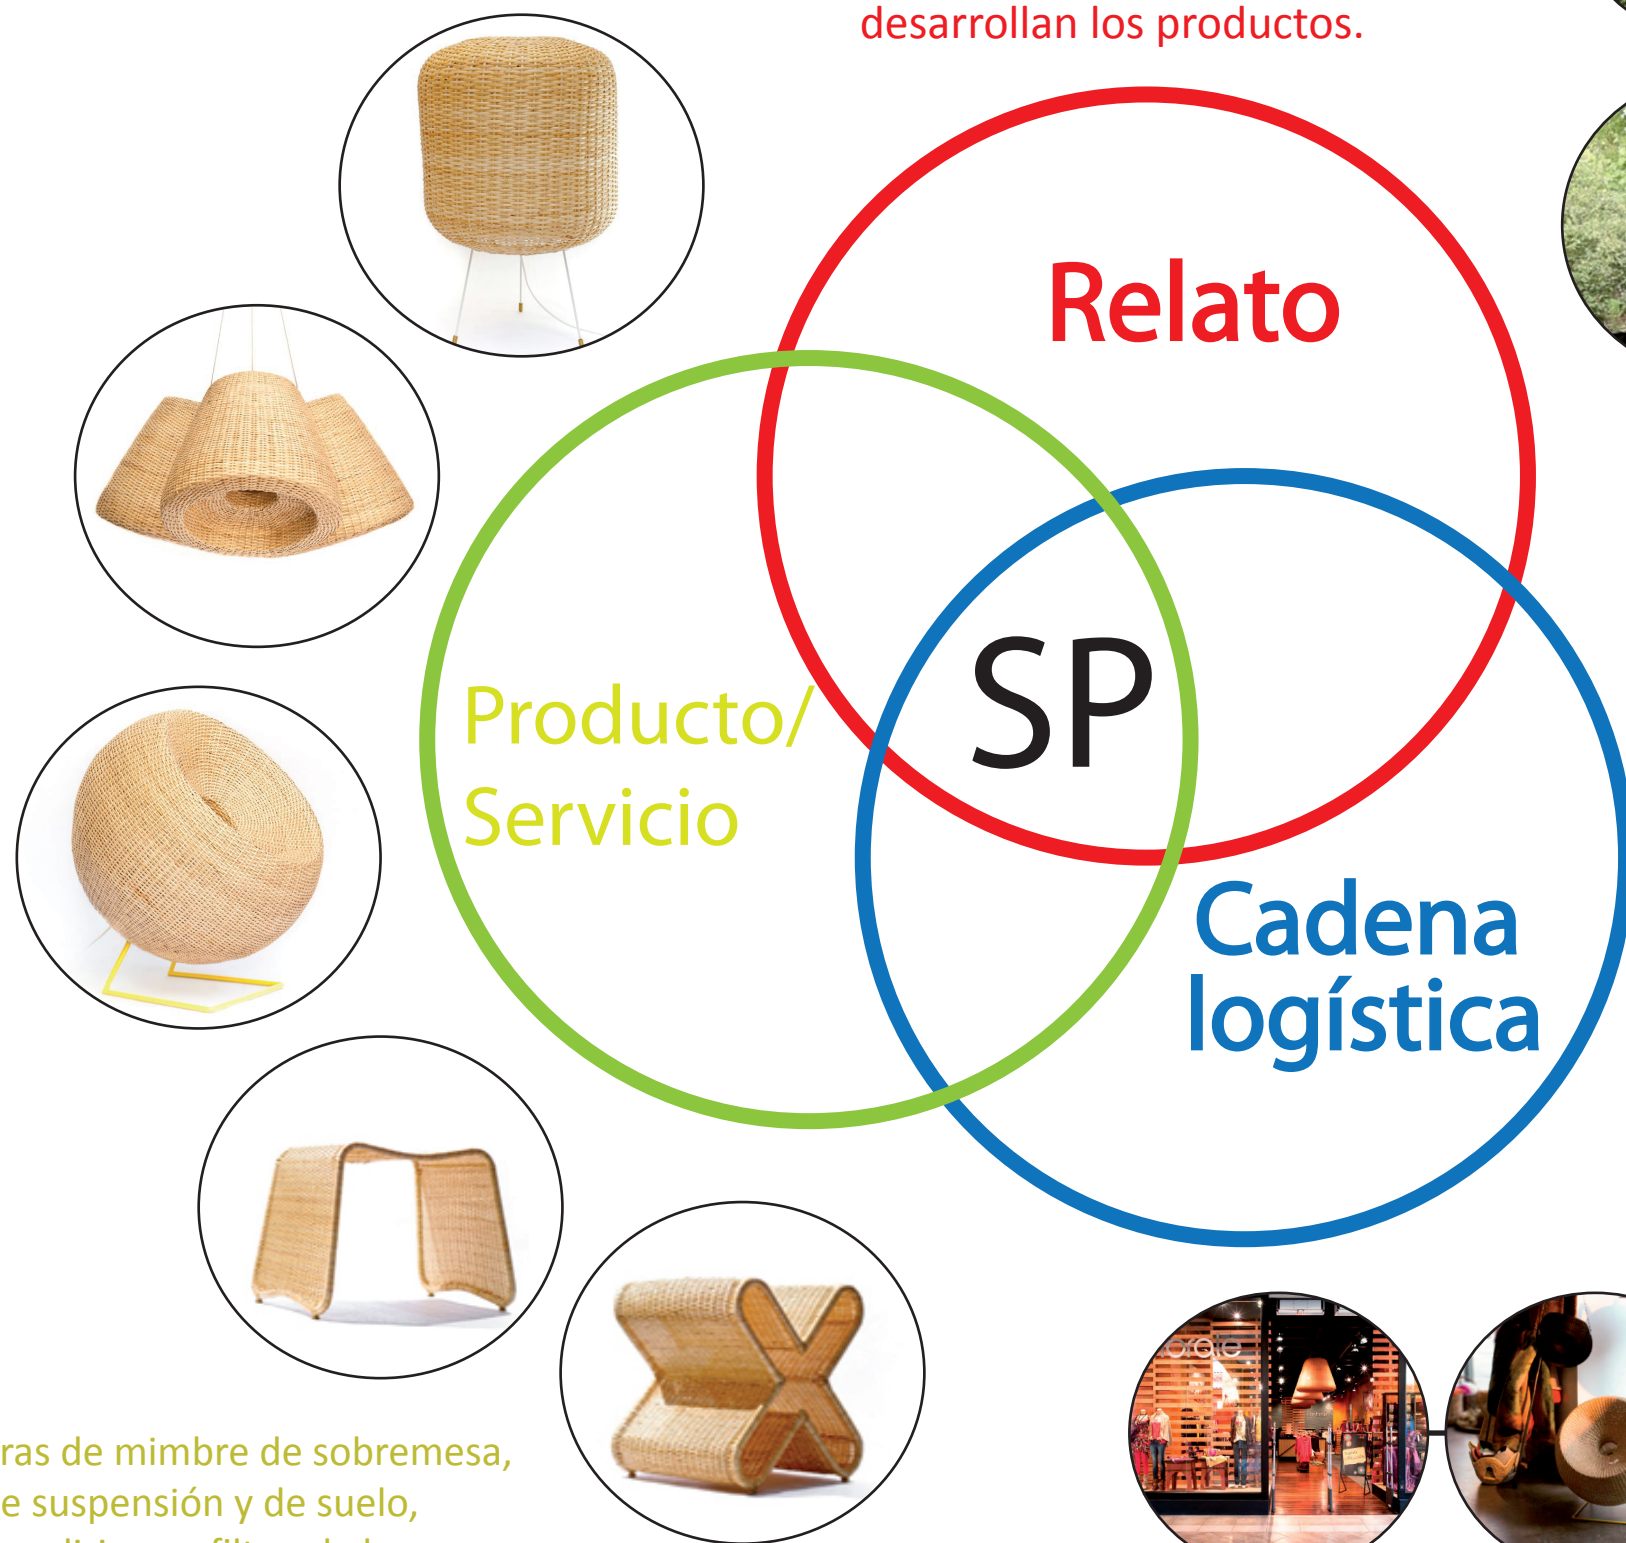 desarrollan los productos.
Relato
SP
Producto/
Servicio
Cadena
logística
ras de mimbre de sobremesa,
e suspensión y de suelo,